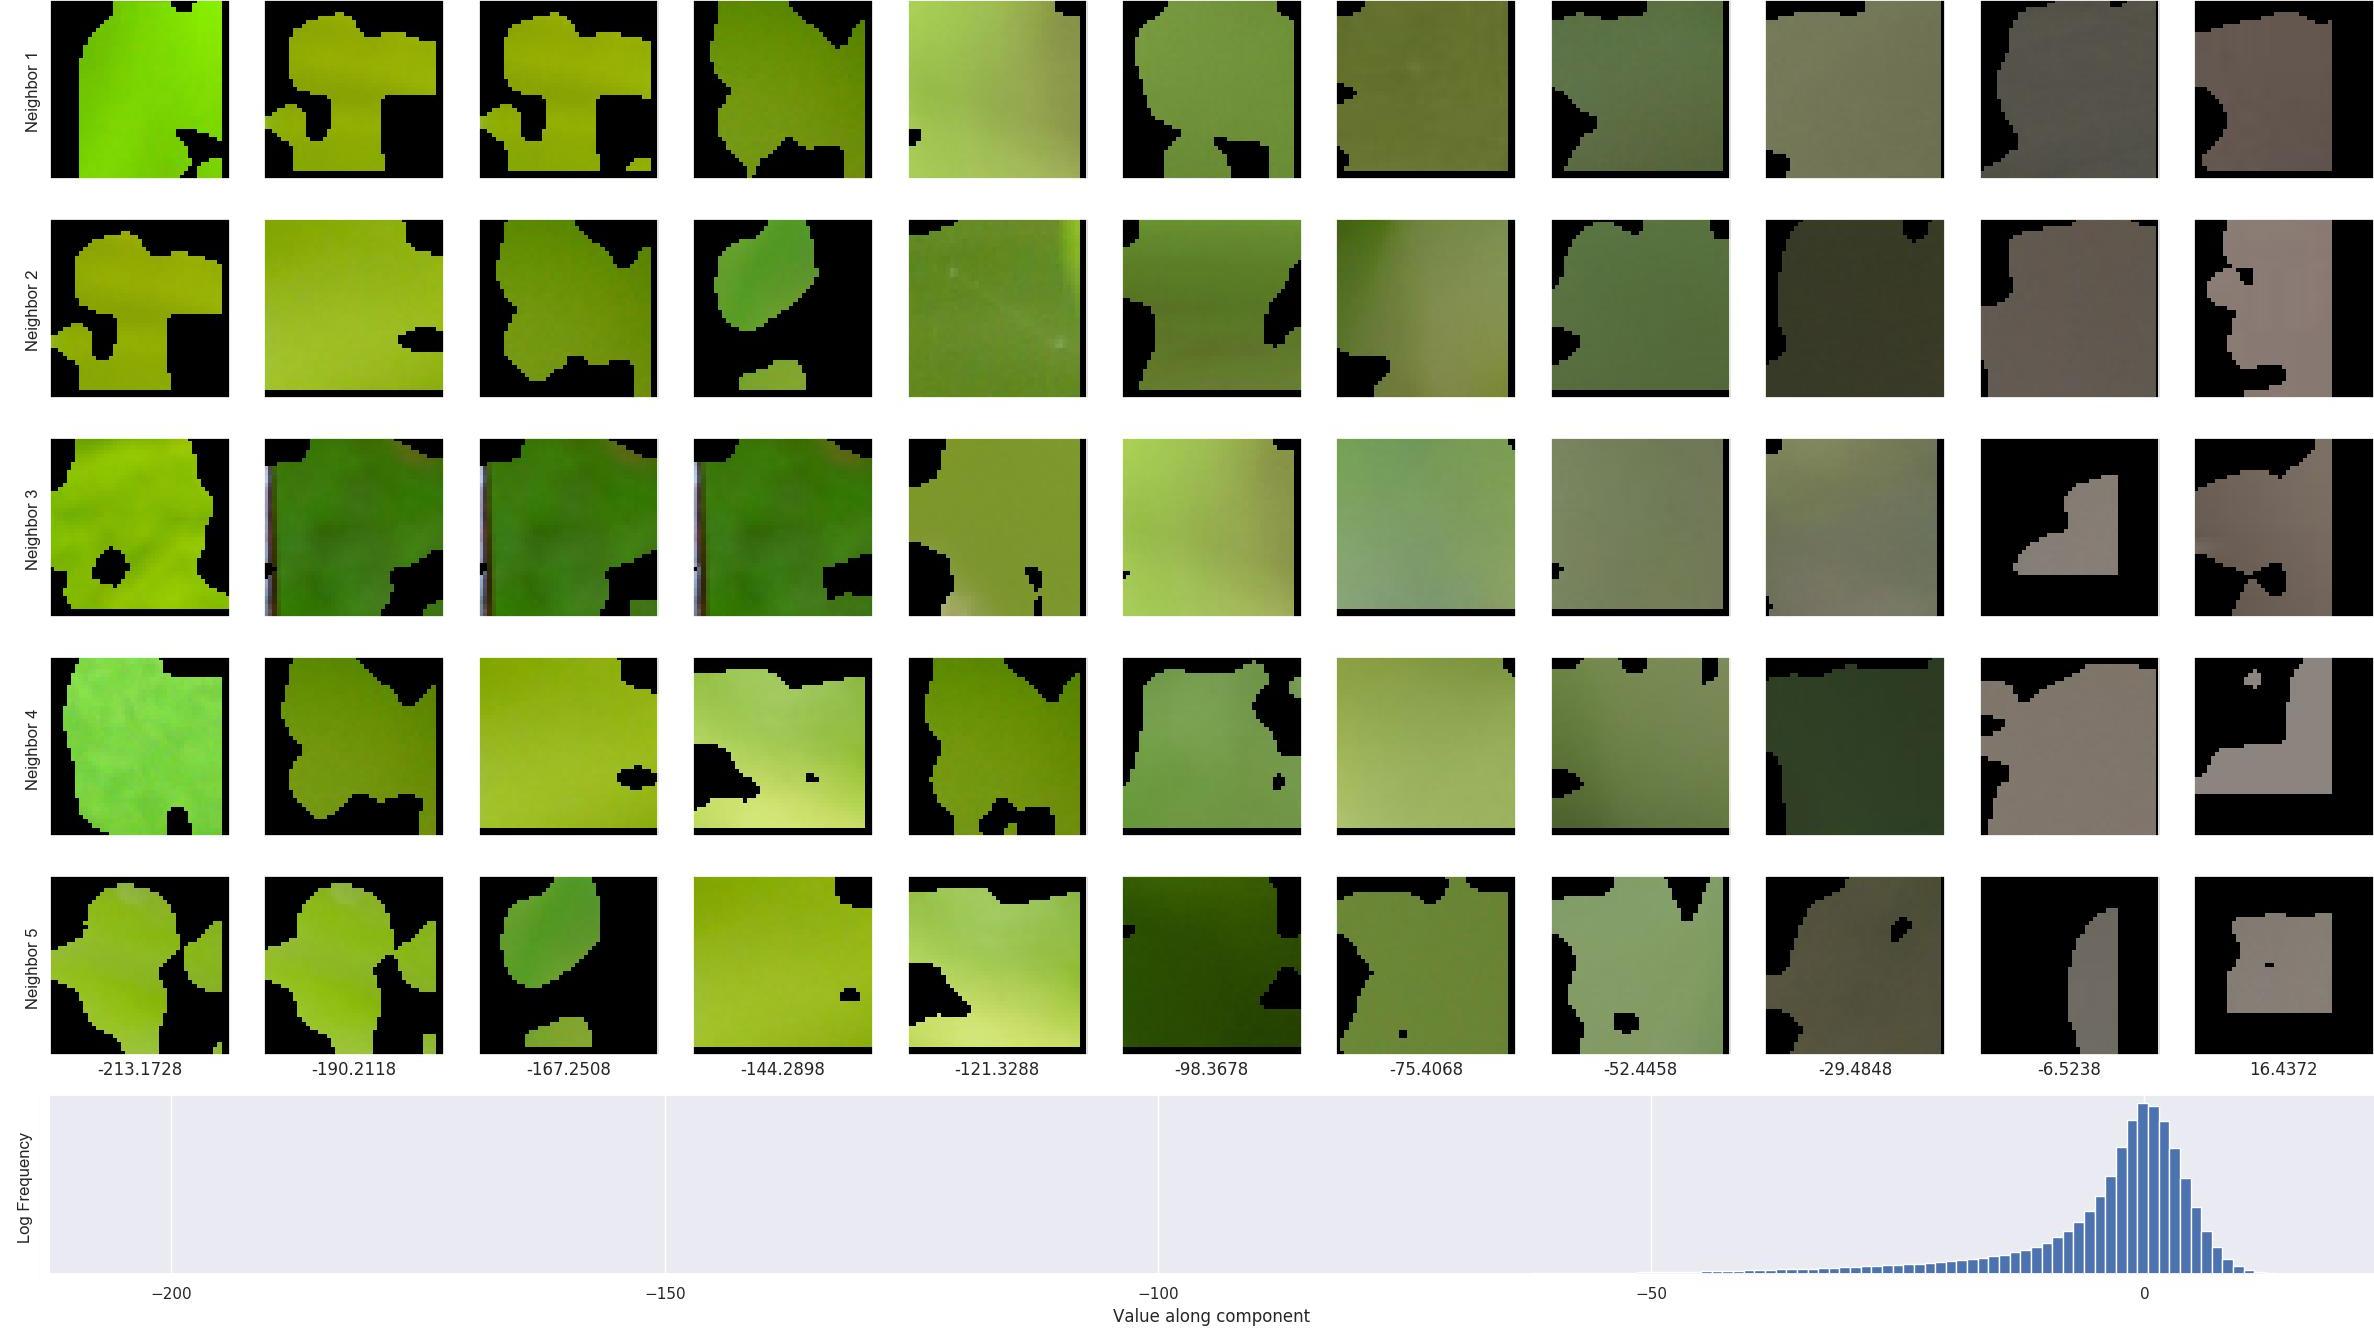 Neighbor 1
Neighbor 2
Neighbor 3
Neighbor 4
Neighbor 5
-213.1728 -190.2118 -167.2508 -144.2898 -121.3288 -98.3678 -75.4068 -52.4458 -29.4848 -6.5238 16.4372
Log Frequency
−200 −150 −100 −50 0
Value along component